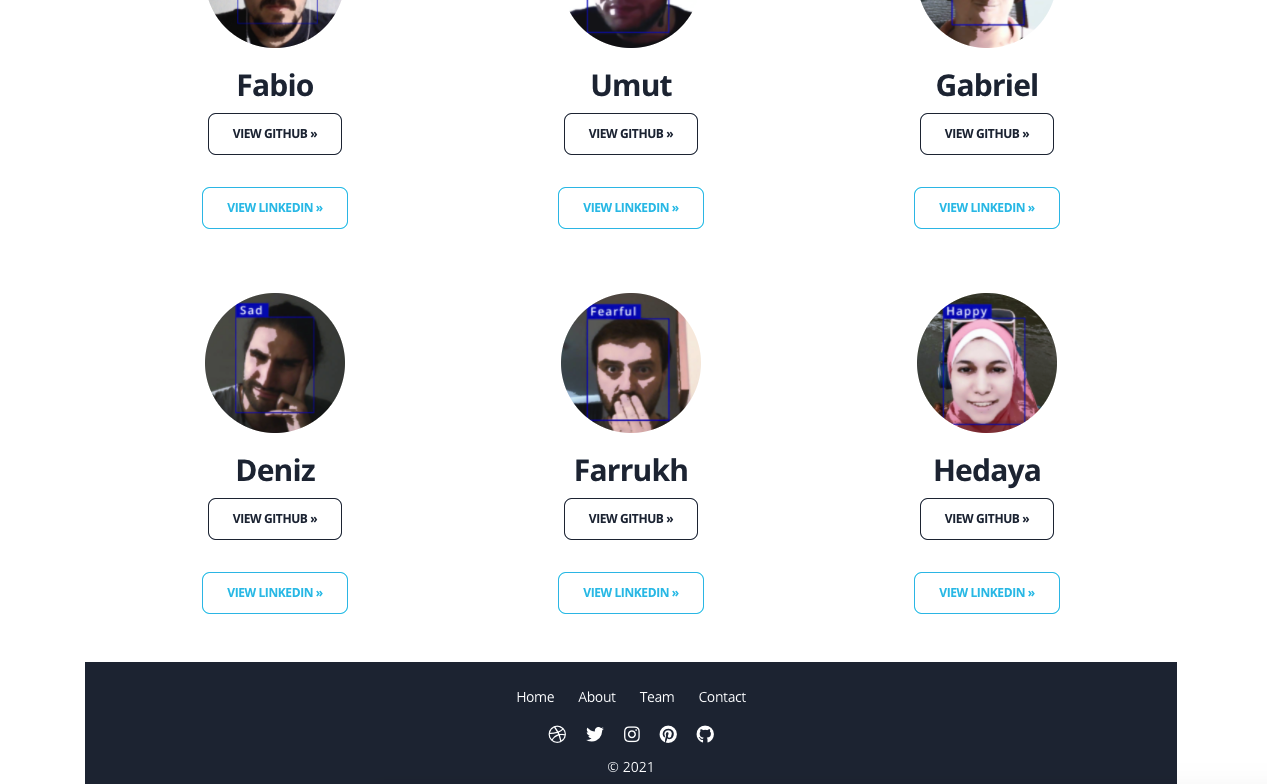 Fabio Umut Gabriel
VIEW GITHUB » VIEW GITHUB » VIEW GITHUB »
VIEW LINKEDIN » VIEW LINKEDIN » VIEW LINKEDIN »
Sad Fearful Happy
Deniz Farrukh Hedaya
VIEW GITHUB » VIEW GITHUB » VIEW GITHUB »
VIEW LINKEDIN » VIEW LINKEDIN » VIEW LINKEDIN »
Home About Team Contact
© 2021